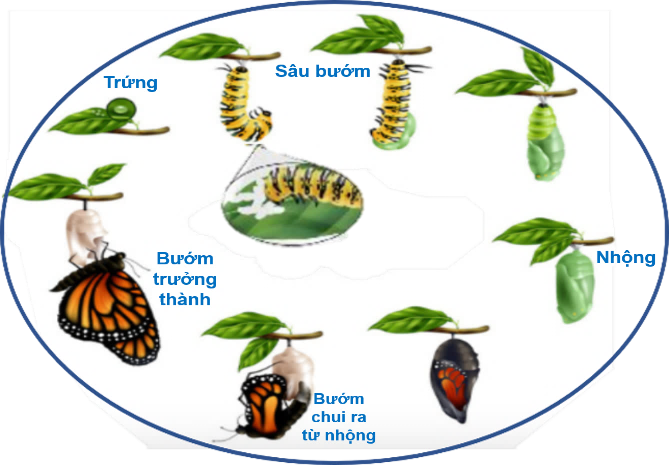 Trứng
Sâu bướm
Nhộng
Bướm
chui ra
từ nhộng
Bướm
trưởng
thành